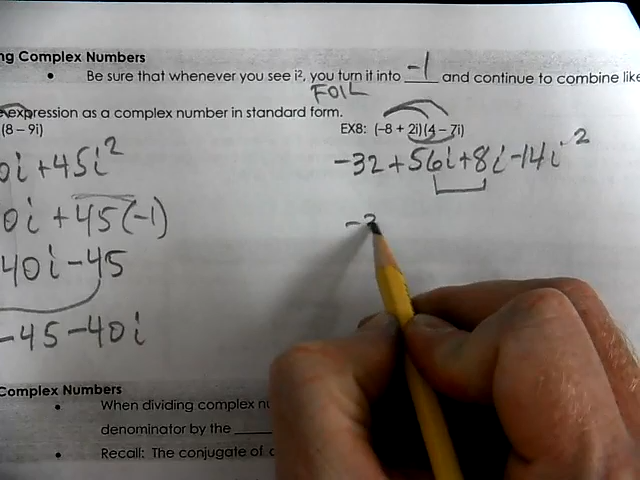 ng Complex Numbers
• Be sure that whenever you see i², you turn it into -1 and continue to combine like
FOIL
expression as a complex number in standard form.
(8 – 9i)
EX8: (–8 + 2i)(4 – 7i)
0i + 45i²
-32 + 56i + 8i - 14i²
0i + 45(-1)
40i - 45
-45 - 40i
Complex Numbers
• When dividing complex nu
denominator by the
• Recall: The conjugate of